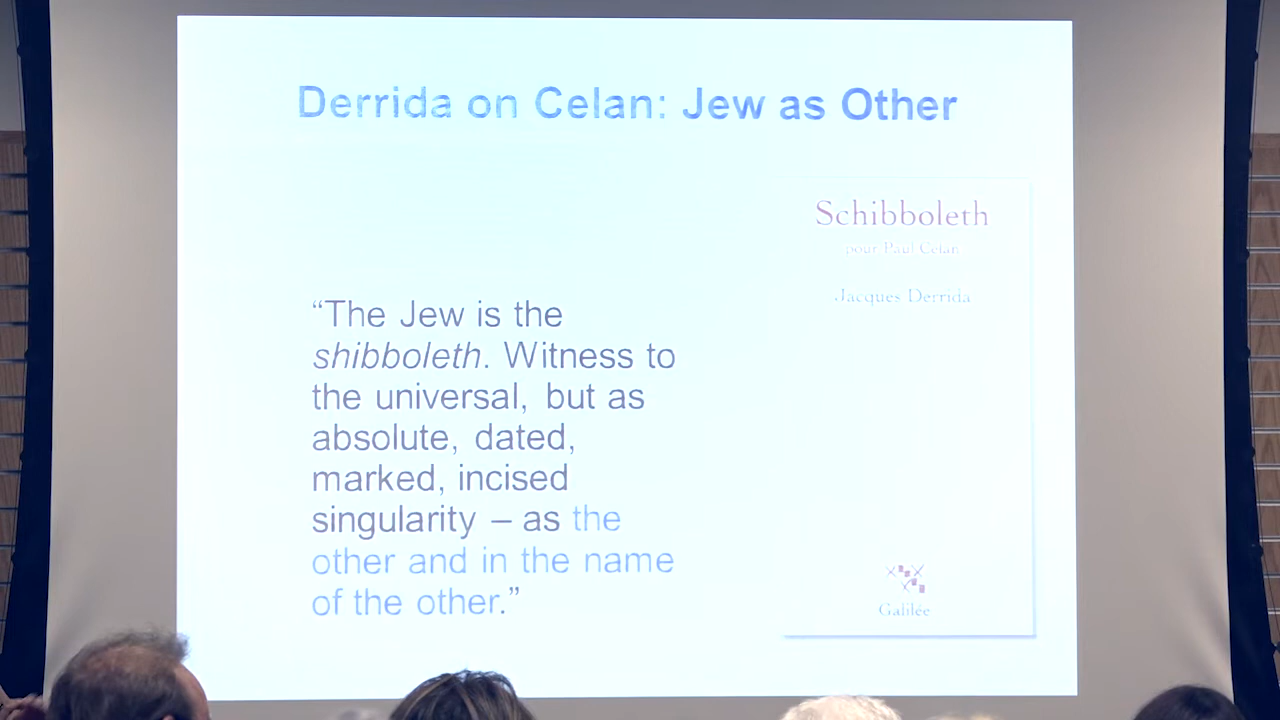 Derrida on Celan: Jew as Other
Schibboleth
pour Paul Celan
Jacques Derrida
“The Jew is the
shibboleth. Witness to
the universal, but as
absolute, dated,
marked, incised
singularity – as the
other and in the name
of the other.”
Galilée